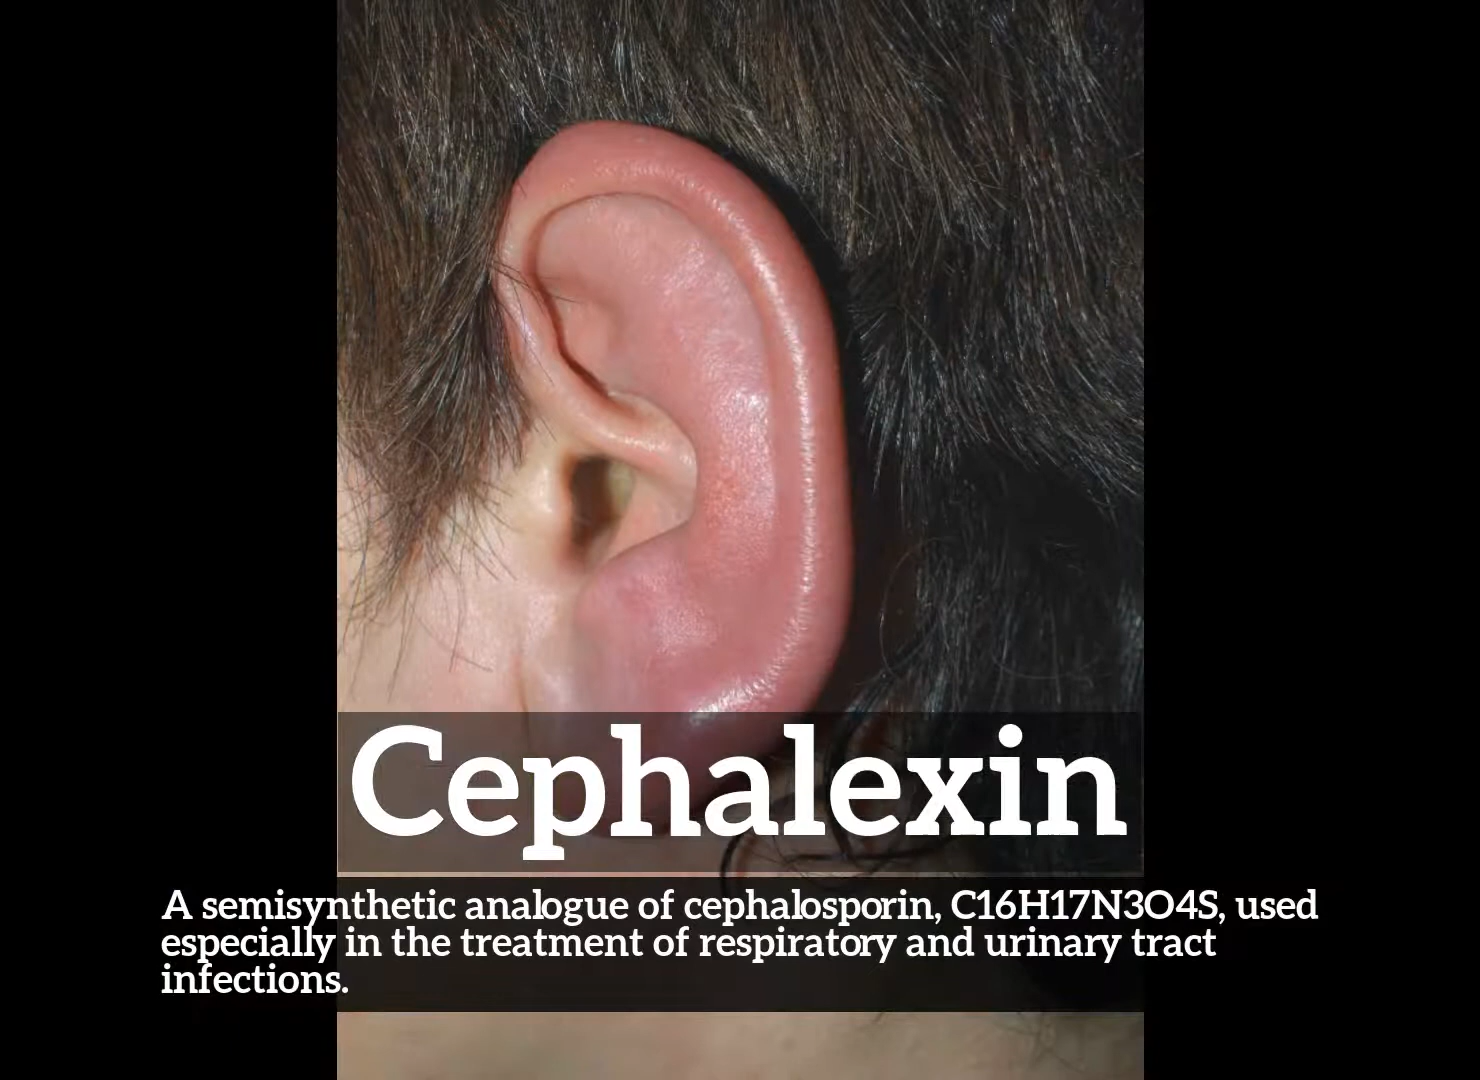 Cephalexin
A semisynthetic analogue of cephalosporin, C16H17N3O4S, used
especially in the treatment of respiratory and urinary tract
infections.